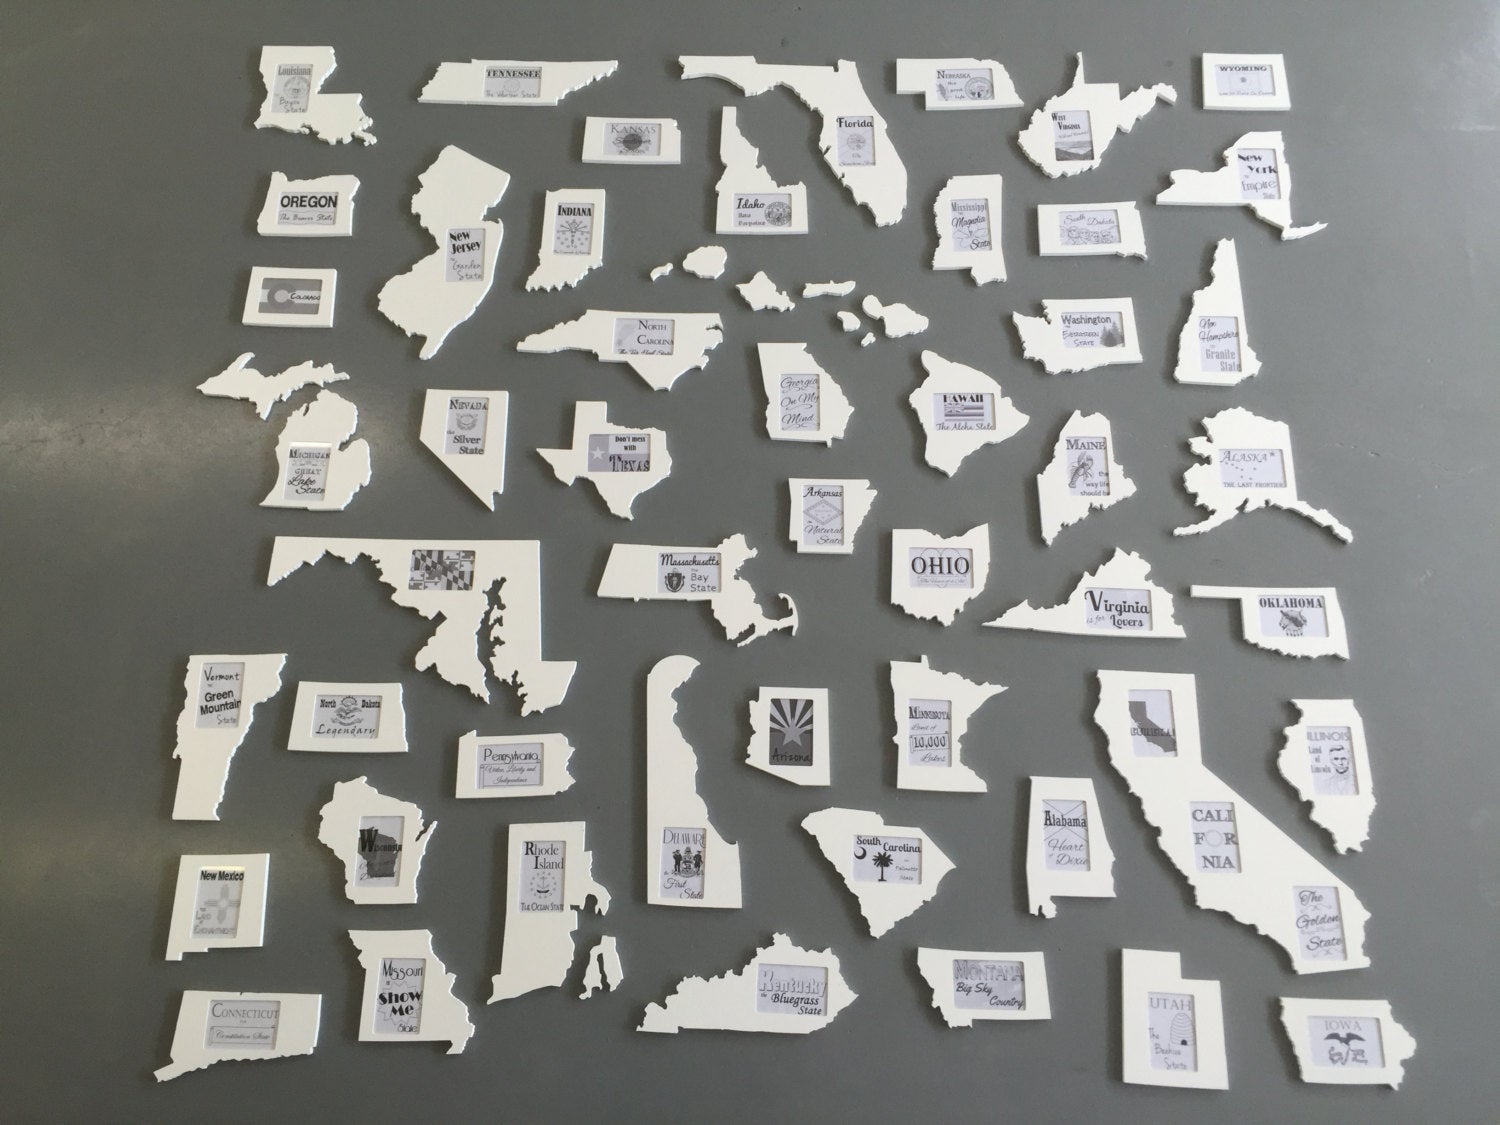 Louisiana
Bayou
State
TENNESSEE
The Volunteer State
KANSAS
Florida
NEBRASKA
the
good
life
WEST
VIRGINIA
WYOMING
OREGON
The Beaver State
New
Jersey
The
Garden
State
INDIANA
Idaho
Mississippi
Magnolia
State
South Dakota
New
York
The
Empire
State
COLORADO
NORTH
CAROLINA
The Tar Heel State
Washington
EVERGREEN
STATE
New
Hampshire
Granite
State
MICHIGAN
GREAT
Lake
State
NEVADA
the
Silver
State
Don't mess
with
TEXAS
Georgia
On My
Mind
HAWAII
The Aloha State
MAINE
the
way life
should be
ALASKA
THE LAST FRONTIER
Arkansas
the
Natural
State
Massachusetts
The
Bay
State
OHIO
Virginia
is for Lovers
OKLAHOMA
Vermont
Green
Mountain
State
North Dakota
Legendary
Pennsylvania
Virtue, Liberty and
Independence
Arizona
MINNESOTA
Land of
10,000
Lakes
EUREKA
CALI
FOR
NIA
The
Golden
State
ILLINOIS
Land
of
Lincoln
New Mexico
Wisconsin
Rhode
Island
THE OCEAN STATE
DELAWARE
First
State
South Carolina
Palmetto
State
Alabama
Heart
of Dixie
CONNECTICUT
Constitution State
Missouri
Show
Me
State
Kentucky
the Bluegrass
State
MONTANA
Big Sky
Country
UTAH
The
Beehive
State
IOWA